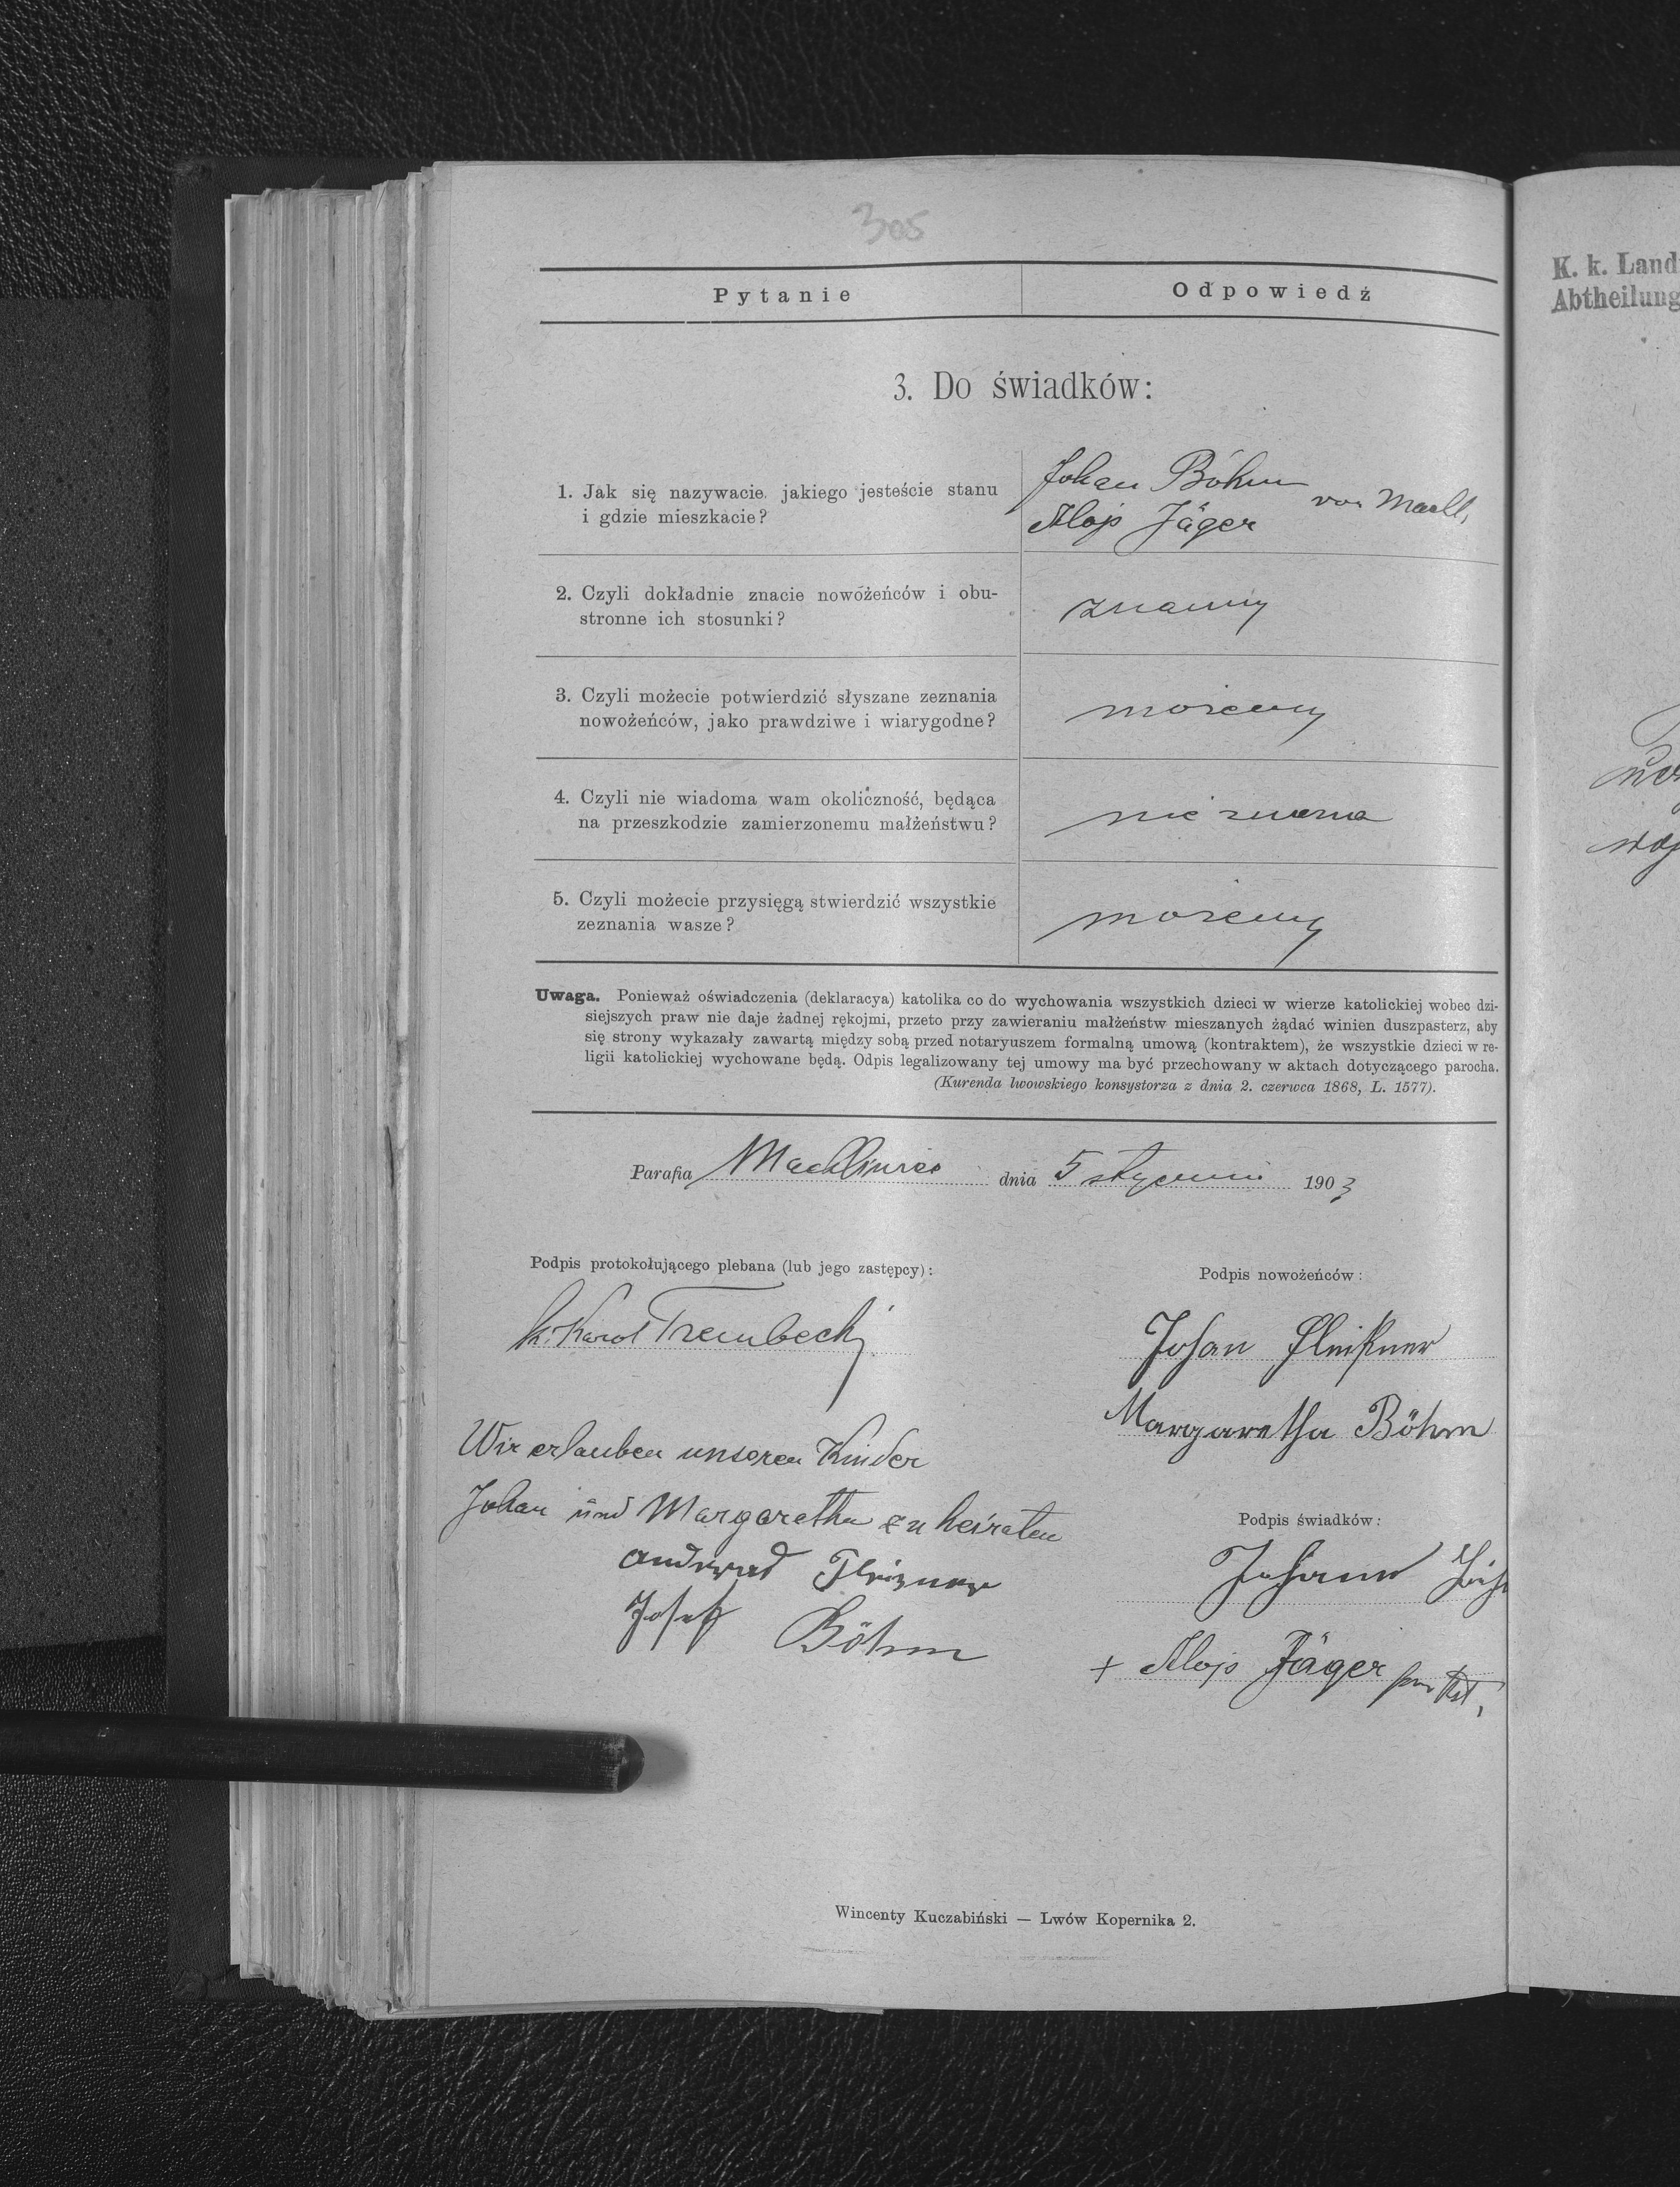 305
Pytanie
Odpowiedź
3. Do świadków:
1. Jak się nazywacie, jakiego jesteście stanu
i gdzie mieszkacie?
Johan Böhm
Alojs Jäger
von Machl,
2. Czyli dokładnie znacie nowożeńców i obu-
stronne ich stosunki?
znamy
3. Czyli możecie potwierdzić słyszane zeznania
nowożeńców, jako prawdziwe i wiarygodne?
możemy
4. Czyli nie wiadoma wam okoliczność, będąca
na przeszkodzie zamierzonemu małżeństwu?
nie
5. Czyli możecie przysięgą stwierdzić wszystkie
zeznania wasze?
możemy
Uwaga. Ponieważ oświadczenia (deklaracya) katolika co do wychowania wszystkich dzieci w wierze katolickiej wobec dzi-
siejszych praw nie daje żadnej rękojmi, przeto przy zawieraniu małżeństw mieszanych żądać winien duszpasterz, aby
się strony wykazały zawartą między sobą przed notaryuszem formalną umową (kontraktem), że wszystkie dzieci w re-
ligii katolickiej wychowane będą. Odpis legalizowany tej umowy ma być przechowany w aktach dotyczącego parocha.
(Kurenda lwowskiego konsystorza z dnia 2. czerwca 1868, L. 1577).
Parafia Machliniec dnia 5 stycznia 1903
Podpis protokołującego plebana (lub jego zastępcy):
X. Karol Trembecki
Podpis nowożeńców:
Johan Fleißner
Margaretha Böhm
Wir erlauben unseren Kinder
Johan und Margaretha zu heiraten
Fleizner
Josef Böhm
Podpis świadków:
Johann
+ Alojs Jäger
Wincenty Kuczabiński — Lwów Kopernika 2.
K. k. Land
Abtheilung